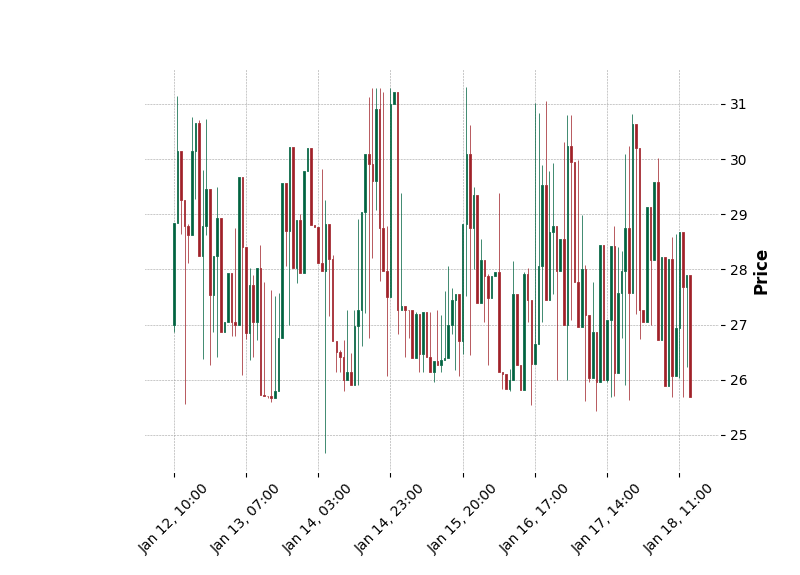 31
30
29
28
27
26
25
Price
Jan 12, 10:00
Jan 13, 07:00
Jan 14, 03:00
Jan 14, 23:00
Jan 15, 20:00
Jan 16, 17:00
Jan 17, 14:00
Jan 18, 11:00